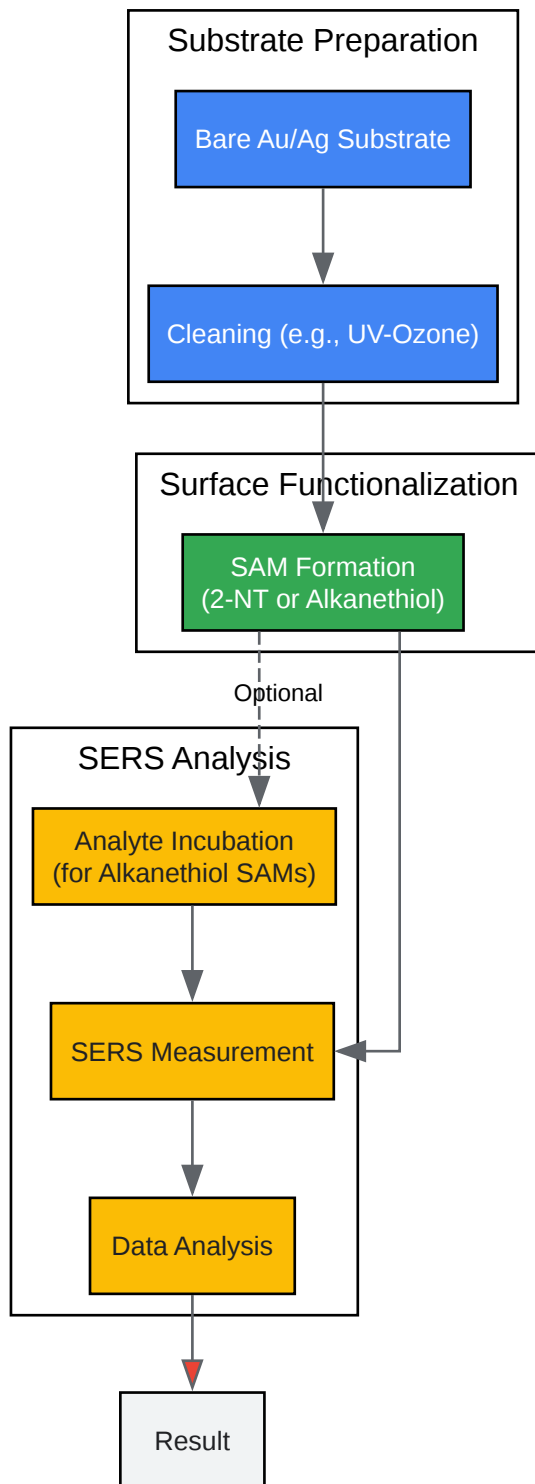 Substrate Preparation
Bare Au/Ag Substrate
Cleaning (e.g., UV-Ozone)
Surface Functionalization
SAM Formation
(2-NT or Alkanethiol)
Optional
SERS Analysis
Analyte Incubation
(for Alkanethiol SAMs)
SERS Measurement
Data Analysis
Result